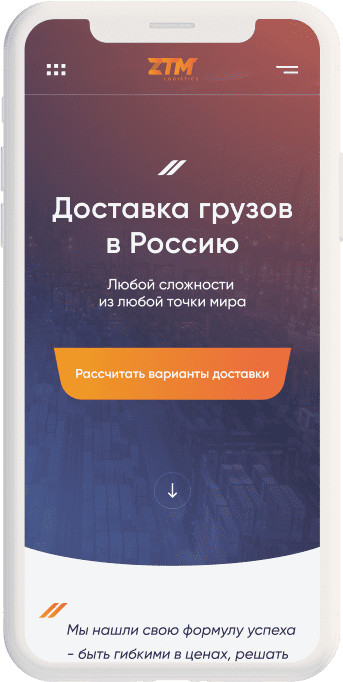 ZTM
Logistics
Доставка грузов
в Россию
Любой сложности
из любой точки мира
Рассчитать варианты доставки
Мы нашли свою формулу успеха
- быть гибкими в ценах, решать